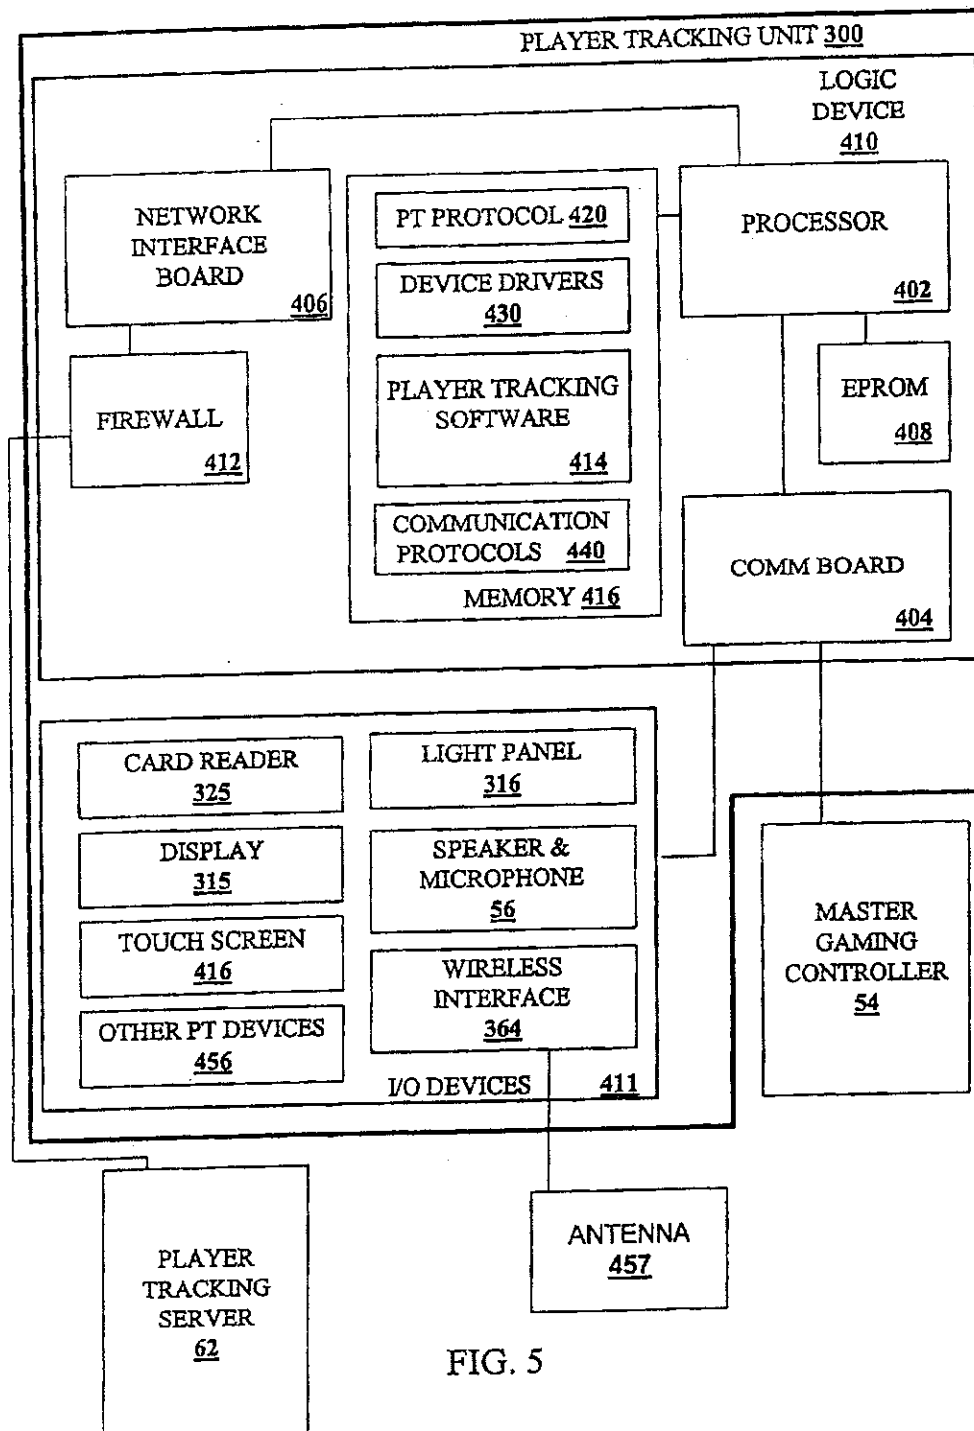 PLAYER TRACKING UNIT 300
LOGIC
DEVICE
410
NETWORK
INTERFACE
BOARD
406
PT PROTOCOL 420
DEVICE DRIVERS
430
PLAYER TRACKING
SOFTWARE
414
COMMUNICATION
PROTOCOLS 440
MEMORY 416
PROCESSOR
402
FIREWALL
412
EPROM
408
COMM BOARD
404
CARD READER
325
LIGHT PANEL
316
DISPLAY
315
SPEAKER &
MICROPHONE
56
TOUCH SCREEN
416
WIRELESS
INTERFACE
364
OTHER PT DEVICES
456
I/O DEVICES 411
MASTER
GAMING
CONTROLLER
54
PLAYER
TRACKING
SERVER
62
ANTENNA
457
FIG. 5